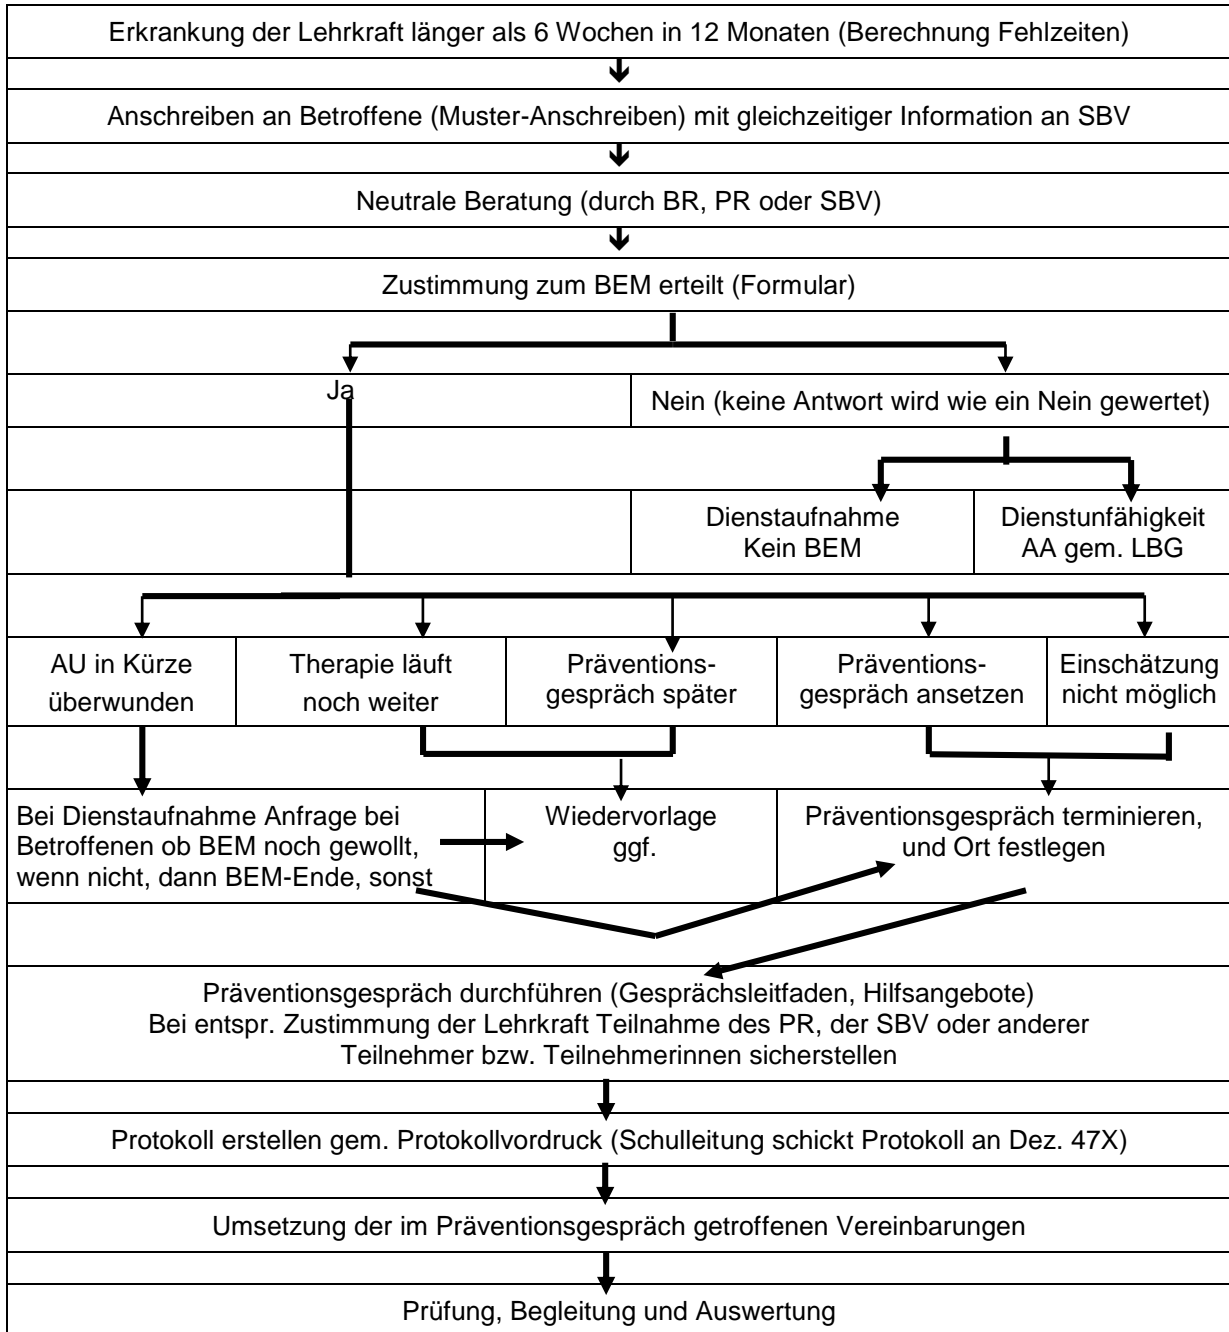 Erkrankung der Lehrkraft länger als 6 Wochen in 12 Monaten (Berechnung Fehlzeiten)
Anschreiben an Betroffene (Muster-Anschreiben) mit gleichzeitiger Information an SBV
Neutrale Beratung (durch BR, PR oder SBV)
Zustimmung zum BEM erteilt (Formular)
Ja
Nein (keine Antwort wird wie ein Nein gewertet)
Dienstaufnahme
Kein BEM
Dienstunfähigkeit
AA gem. LBG
AU in Kürze
überwunden
Therapie läuft
noch weiter
Präventions-
gespräch später
Präventions-
gespräch ansetzen
Einschätzung
nicht möglich
Bei Dienstaufnahme Anfrage bei
Betroffenen ob BEM noch gewollt,
wenn nicht, dann BEM-Ende, sonst
Wiedervorlage
ggf.
Präventionsgespräch terminieren,
und Ort festlegen
Präventionsgespräch durchführen (Gesprächsleitfaden, Hilfsangebote)
Bei entspr. Zustimmung der Lehrkraft Teilnahme des PR, der SBV oder anderer
Teilnehmer bzw. Teilnehmerinnen sicherstellen
Protokoll erstellen gem. Protokollvordruck (Schulleitung schickt Protokoll an Dez. 47X)
Umsetzung der im Präventionsgespräch getroffenen Vereinbarungen
Prüfung, Begleitung und Auswertung